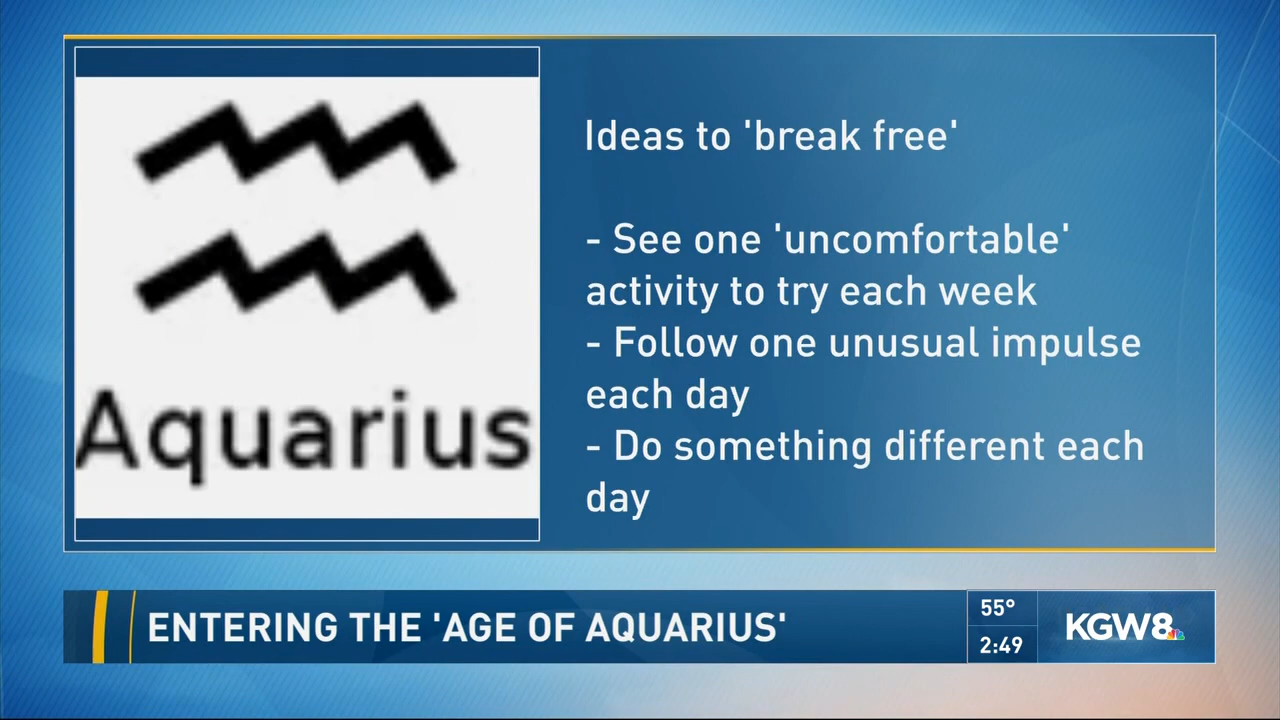 Aquarius
Ideas to 'break free'
- See one 'uncomfortable'
activity to try each week
- Follow one unusual impulse
each day
- Do something different each
day
ENTERING THE 'AGE OF AQUARIUS'
55°
2:49
KGW8